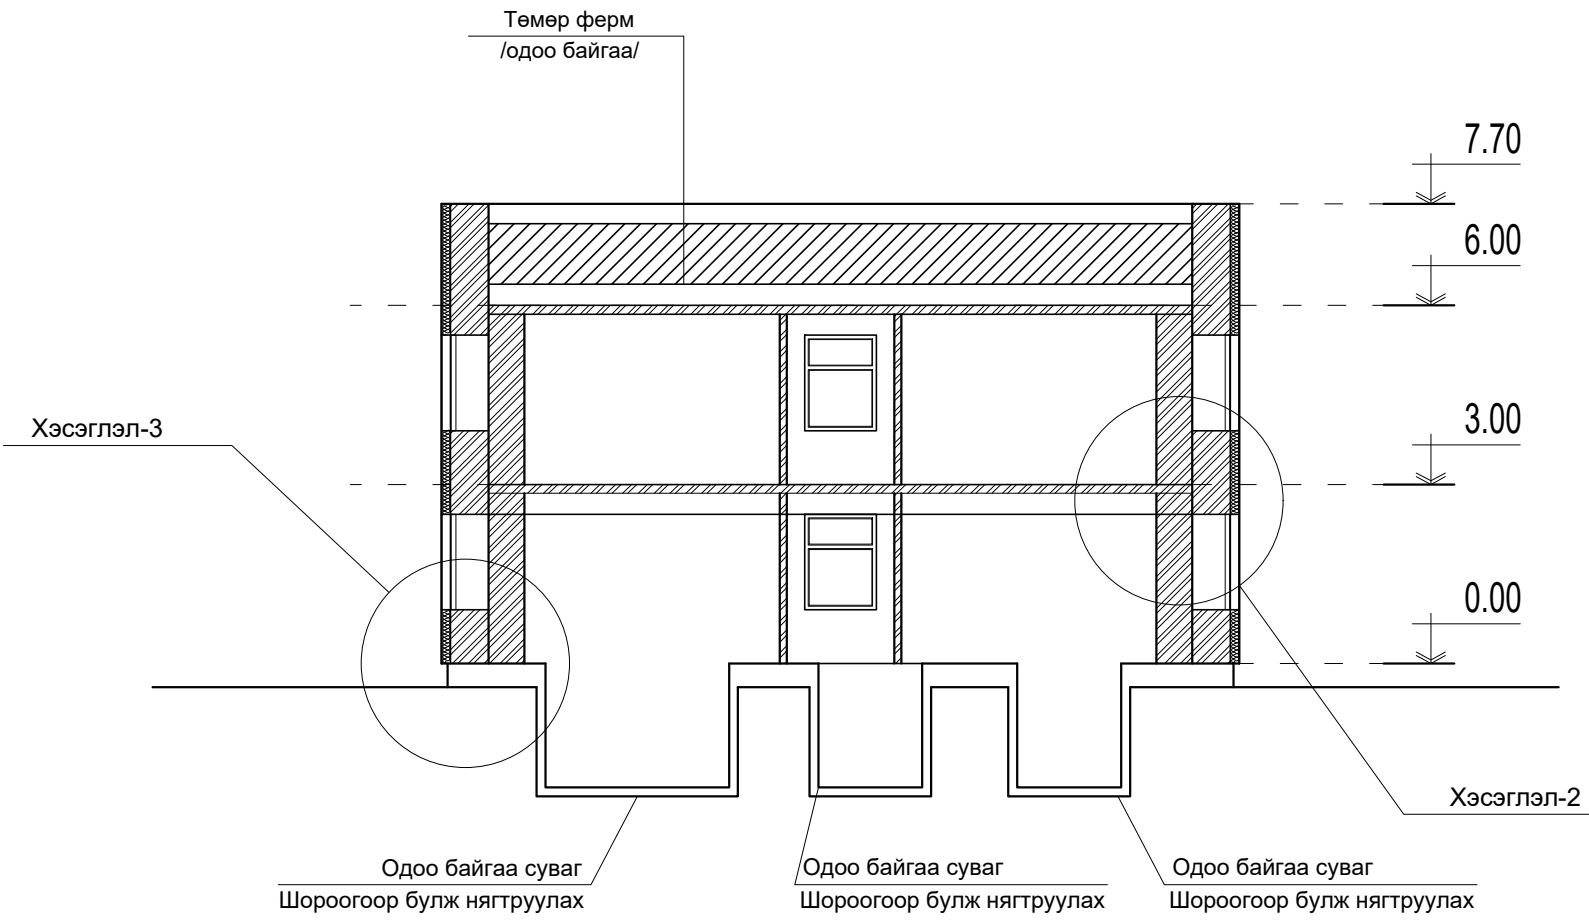 Төмөр ферм
/одоо байгаа/
7.70
6.00
Хэсэглэл-3
3.00
0.00
Хэсэглэл-2
Одоо байгаа суваг
Шороогоор булж нягтруулах
Одоо байгаа суваг
Шороогоор булж нягтруулах
Одоо байгаа суваг
Шороогоор булж нягтруулах